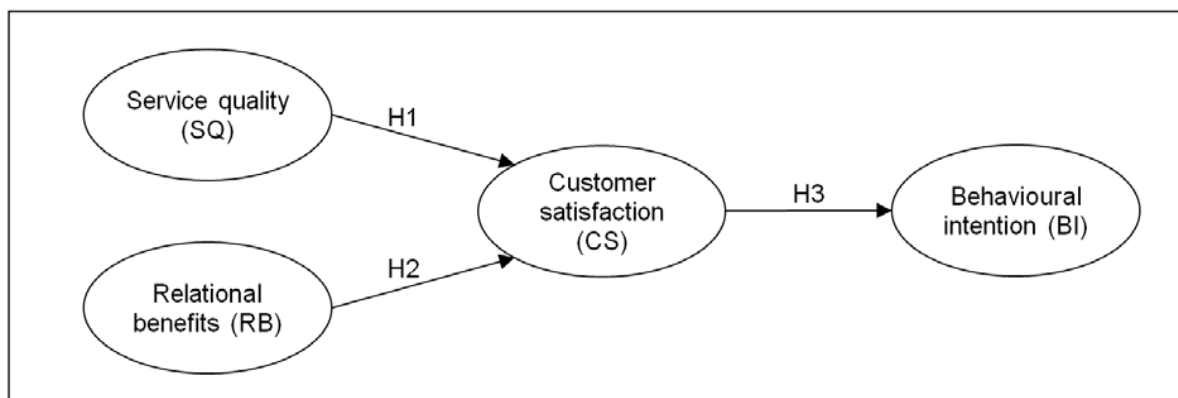 Service quality
(SQ)
H1
Customer
satisfaction
(CS)
H3
Behavioural
intention (BI)
H2
Relational
benefits (RB)